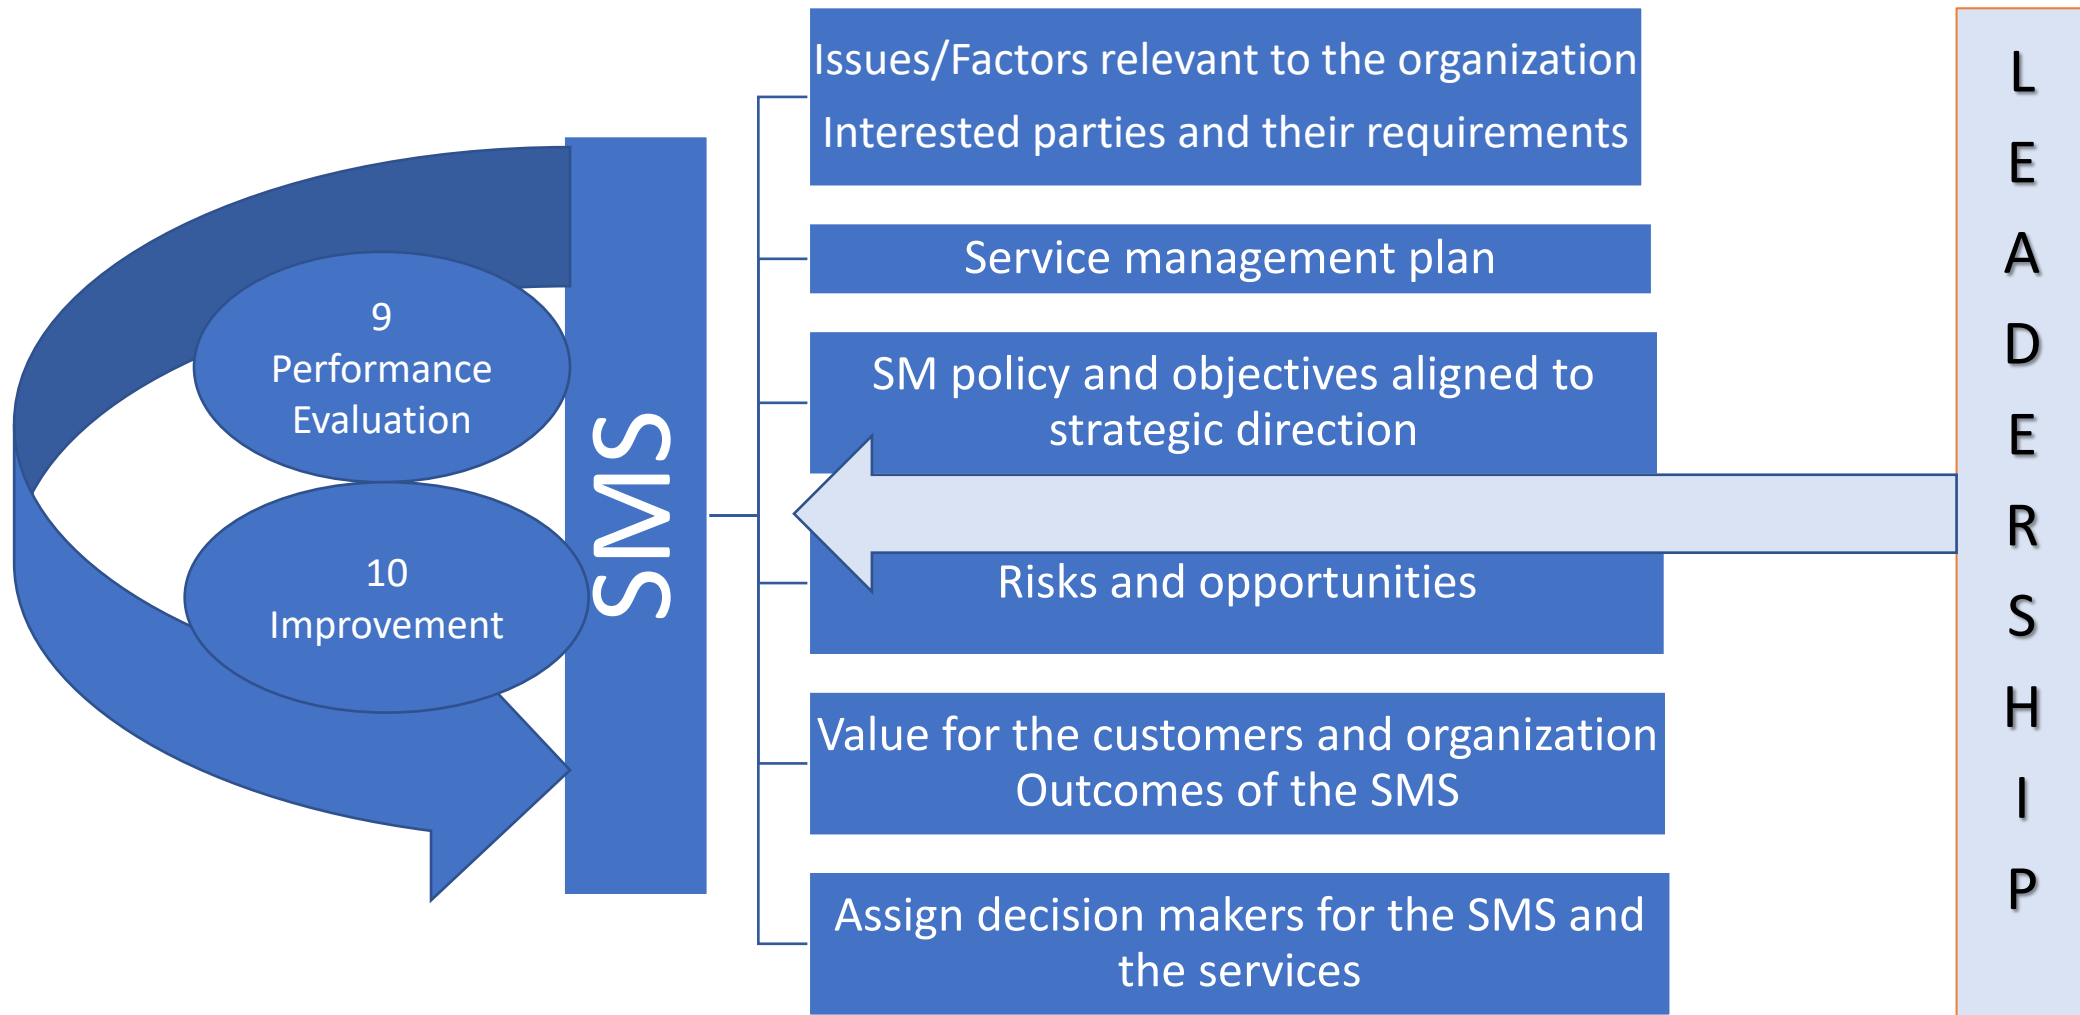 Issues/Factors relevant to the organization
Interested parties and their requirements
Service management plan
SM policy and objectives aligned to
strategic direction
Risks and opportunities
Value for the customers and organization
Outcomes of the SMS
Assign decision makers for the SMS and
the services
SMS
9
Performance
Evaluation
10
Improvement
L
E
A
D
E
R
S
H
I
P